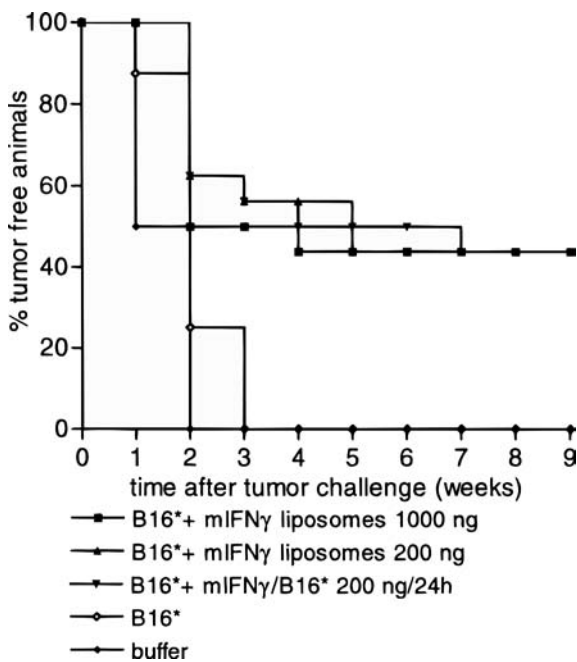 % tumor free animals
100
80
60
40
20
0
0 1 2 3 4 5 6 7 8 9
time after tumor challenge (weeks)
B16*+ mIFNγ liposomes 1000 ng
B16*+ mIFNγ liposomes 200 ng
B16*+ mIFNγ/B16* 200 ng/24h
B16*
buffer